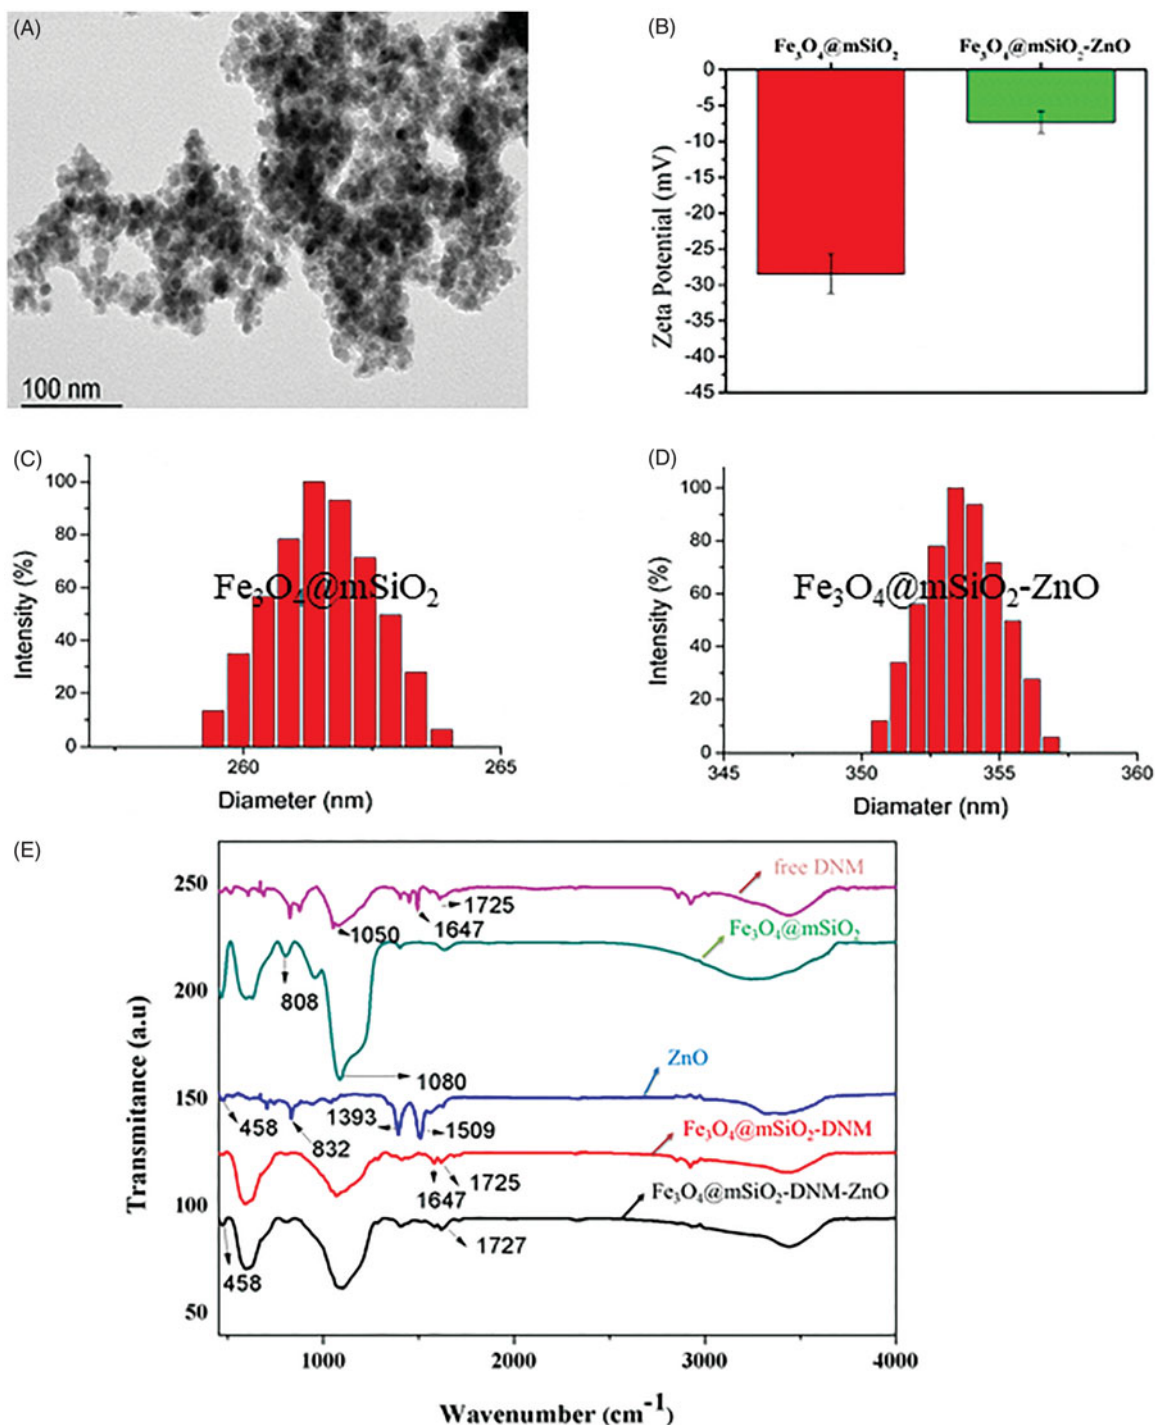 (A)
100 nm
(B)
Fe3O4@mSiO2 Fe3O4@mSiO2-ZnO
0
-5
-10
-15
-20
-25
-30
-35
-40
-45
Zeta Potential (mV)
(C)
100
80
60
40
20
0
Intensity (%)
Fe3O4@mSiO2
260 265
Diameter (nm)
(D)
100
80
60
40
20
0
Intensity (%)
Fe3O4@mSiO2-ZnO
345 350 355 360
Diamater (nm)
(E)
250
200
150
100
50
Transmitance (a.u)
free DNM
1050
1647
1725
Fe3O4@mSiO2
808
1080
ZnO
458
832
1393
1509
Fe3O4@mSiO2-DNM
1647
1725
Fe3O4@mSiO2-DNM-ZnO
458
1727
1000 2000 3000 4000
Wavenumber (cm-1)